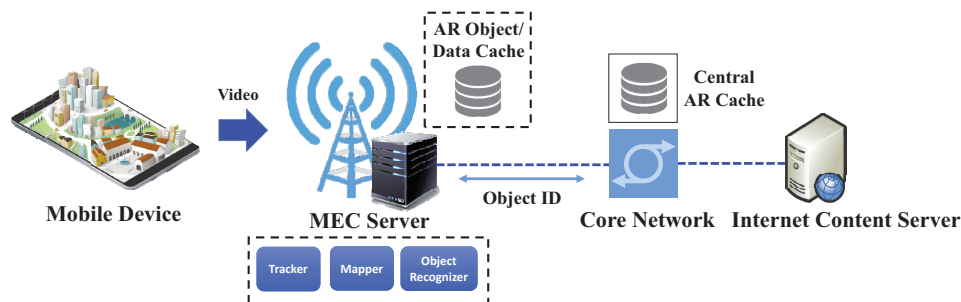 AR Object/
Data Cache
Central
AR Cache
Video
Object ID
Mobile Device
MEC Server
Core Network
Internet Content Server
Tracker
Mapper
Object
Recognizer